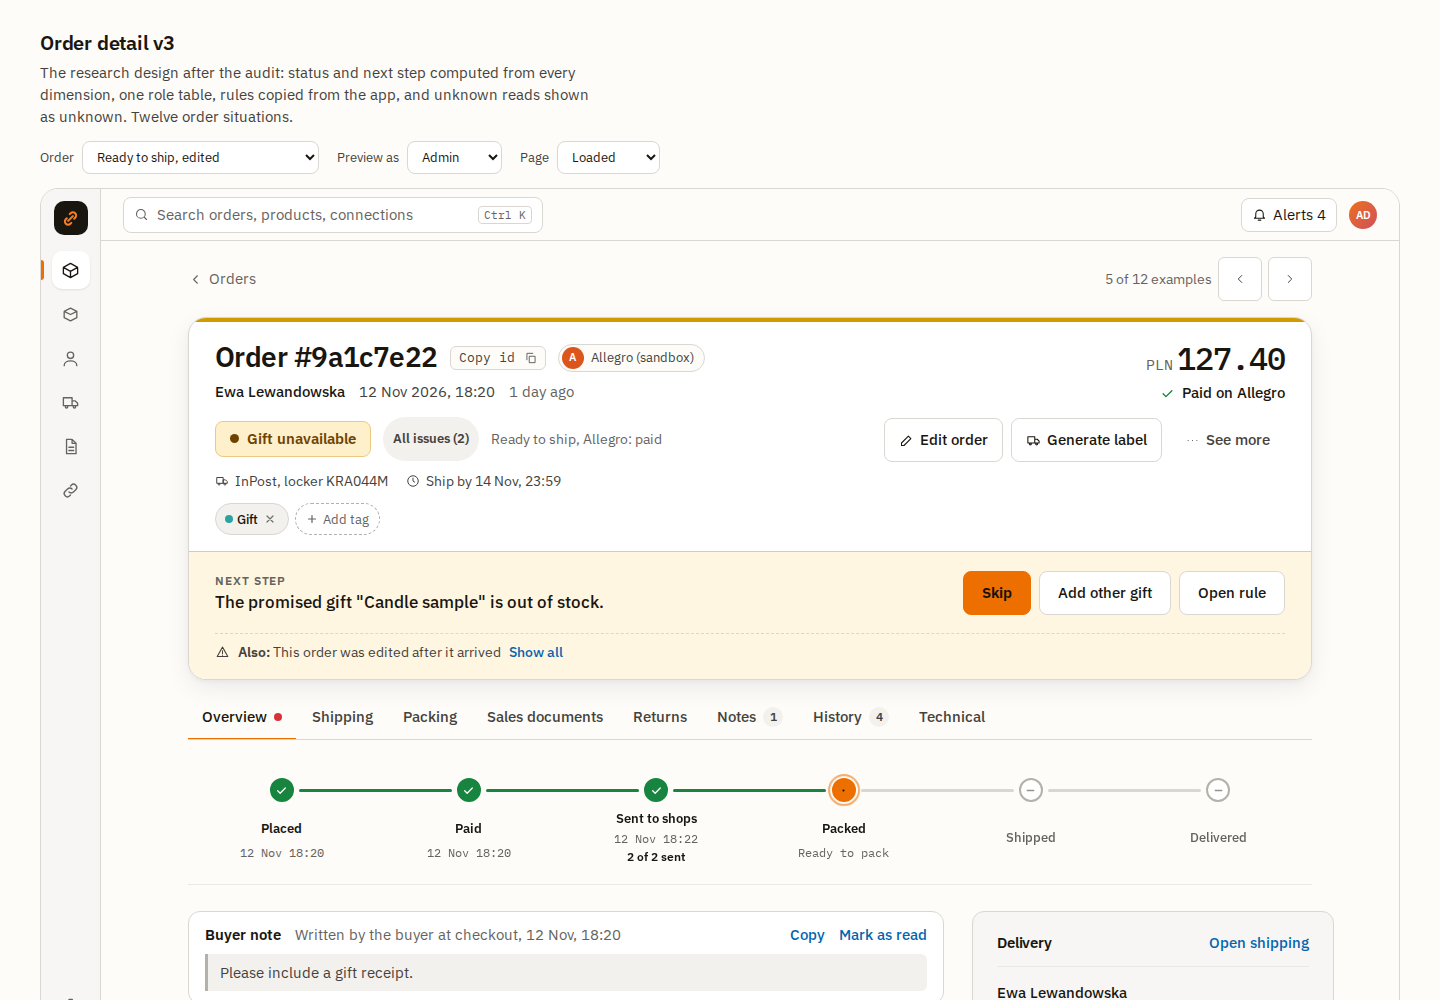 Order detail v3
The research design after the audit: status and next step computed from every
dimension, one role table, rules copied from the app, and unknown reads shown
as unknown. Twelve order situations.
Order Ready to ship, edited Preview as Admin Page Loaded
Search orders, products, connections Ctrl K Alerts 4 AD
Orders 5 of 12 examples
Order #9a1c7e22 Copy id A Allegro (sandbox) PLN 127.40
Ewa Lewandowska 12 Nov 2026, 18:20 1 day ago Paid on Allegro
Gift unavailable All issues (2) Ready to ship, Allegro: paid Edit order Generate label ... See more
InPost, locker KRA044M Ship by 14 Nov, 23:59
Gift Add tag
NEXT STEP
The promised gift "Candle sample" is out of stock. Skip Add other gift Open rule
Also: This order was edited after it arrived Show all
Overview Shipping Packing Sales documents Returns Notes 1 History 4 Technical
Placed Paid Sent to shops Packed Shipped Delivered
12 Nov 18:20 12 Nov 18:20 12 Nov 18:22 Ready to pack
2 of 2 sent
Buyer note Written by the buyer at checkout, 12 Nov, 18:20 Copy Mark as read
Please include a gift receipt.
Delivery Open shipping
Ewa Lewandowska